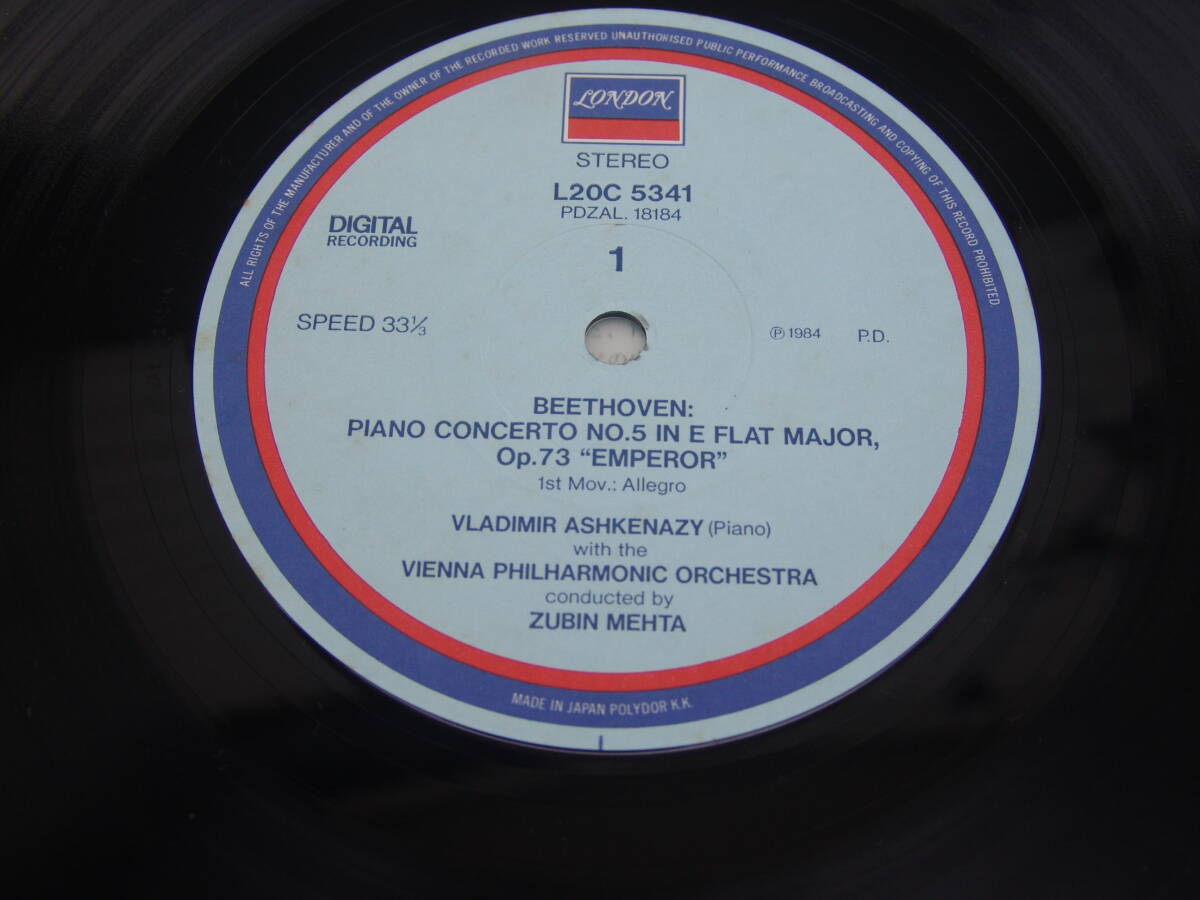 ALL RIGHTS OF THE MANUFACTURER AND OF THE OWNER OF THE RECORDED WORK RESERVED UNAUTHORISED PUBLIC PERFORMANCE BROADCASTING AND COPYING OF THIS RECORD PROHIBITED.
LONDON
STEREO
L20C 5341
PDZAL. 18184
DIGITAL
RECORDING
1
SPEED 33⅓
Ⓟ 1984 P.D.
BEETHOVEN:
PIANO CONCERTO NO.5 IN E FLAT MAJOR,
Op.73 “EMPEROR”
1st Mov.: Allegro
VLADIMIR ASHKENAZY (Piano)
with the
VIENNA PHILHARMONIC ORCHESTRA
conducted by
ZUBIN MEHTA
MADE IN JAPAN POLYDOR K.K.